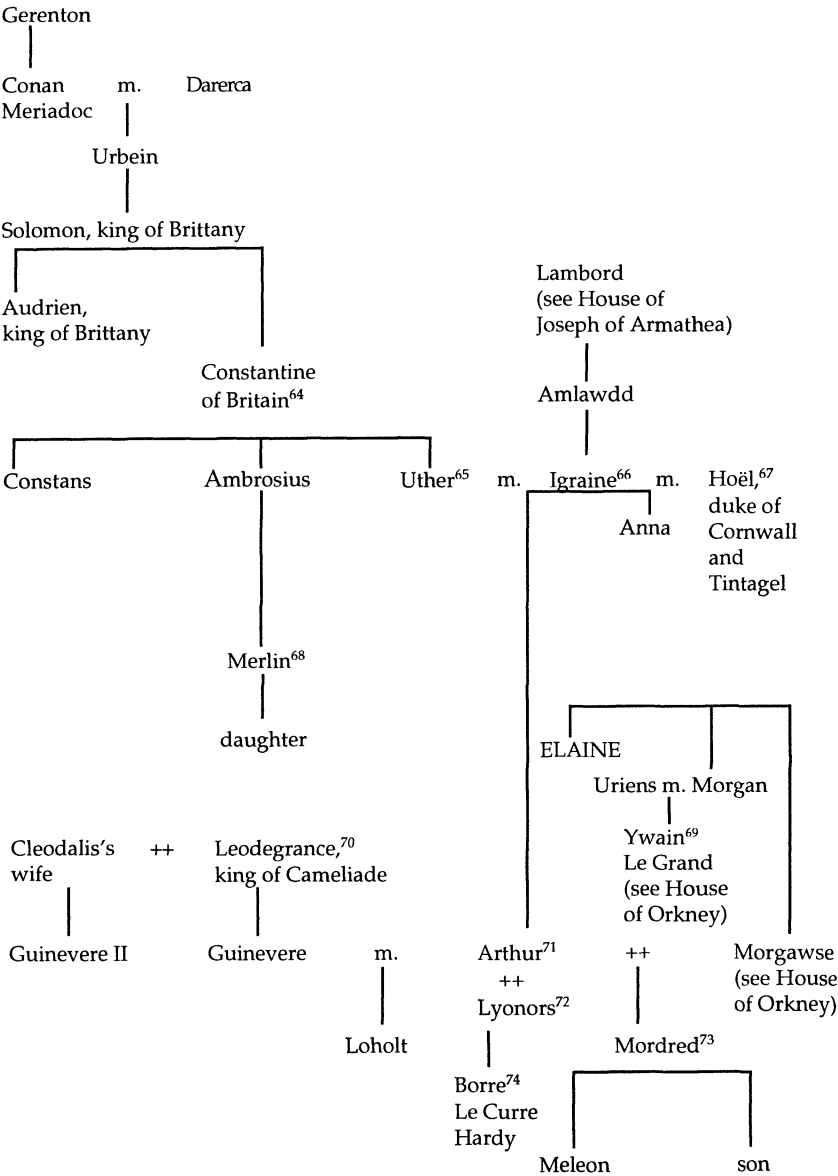 Gerenton
Conan m. Darerca
Meriadoc
Urbein
Solomon, king of Brittany
Audrien,
king of Brittany
Lambord
(see House of
Joseph of Armathea)
Constantine
of Britain⁶⁴
Amlawdd
Constans Ambrosius Uther⁶⁵ m. Igraine⁶⁶ m. Hoël,⁶⁷
duke of
Cornwall
and
Tintagel
Anna
Merlin⁶⁸
daughter
ELAINE
Uriens m. Morgan
Ywain⁶⁹
Le Grand
(see House
of Orkney)
Cleodalis's ++ Leodegrance,⁷⁰
wife king of Cameliade
Guinevere II Guinevere m. Arthur⁷¹ ++ Morgawse
(see House
of Orkney)
++
Lyonors⁷²
Loholt
Mordred⁷³
Borre⁷⁴
Le Curre
Hardy
Meleon son